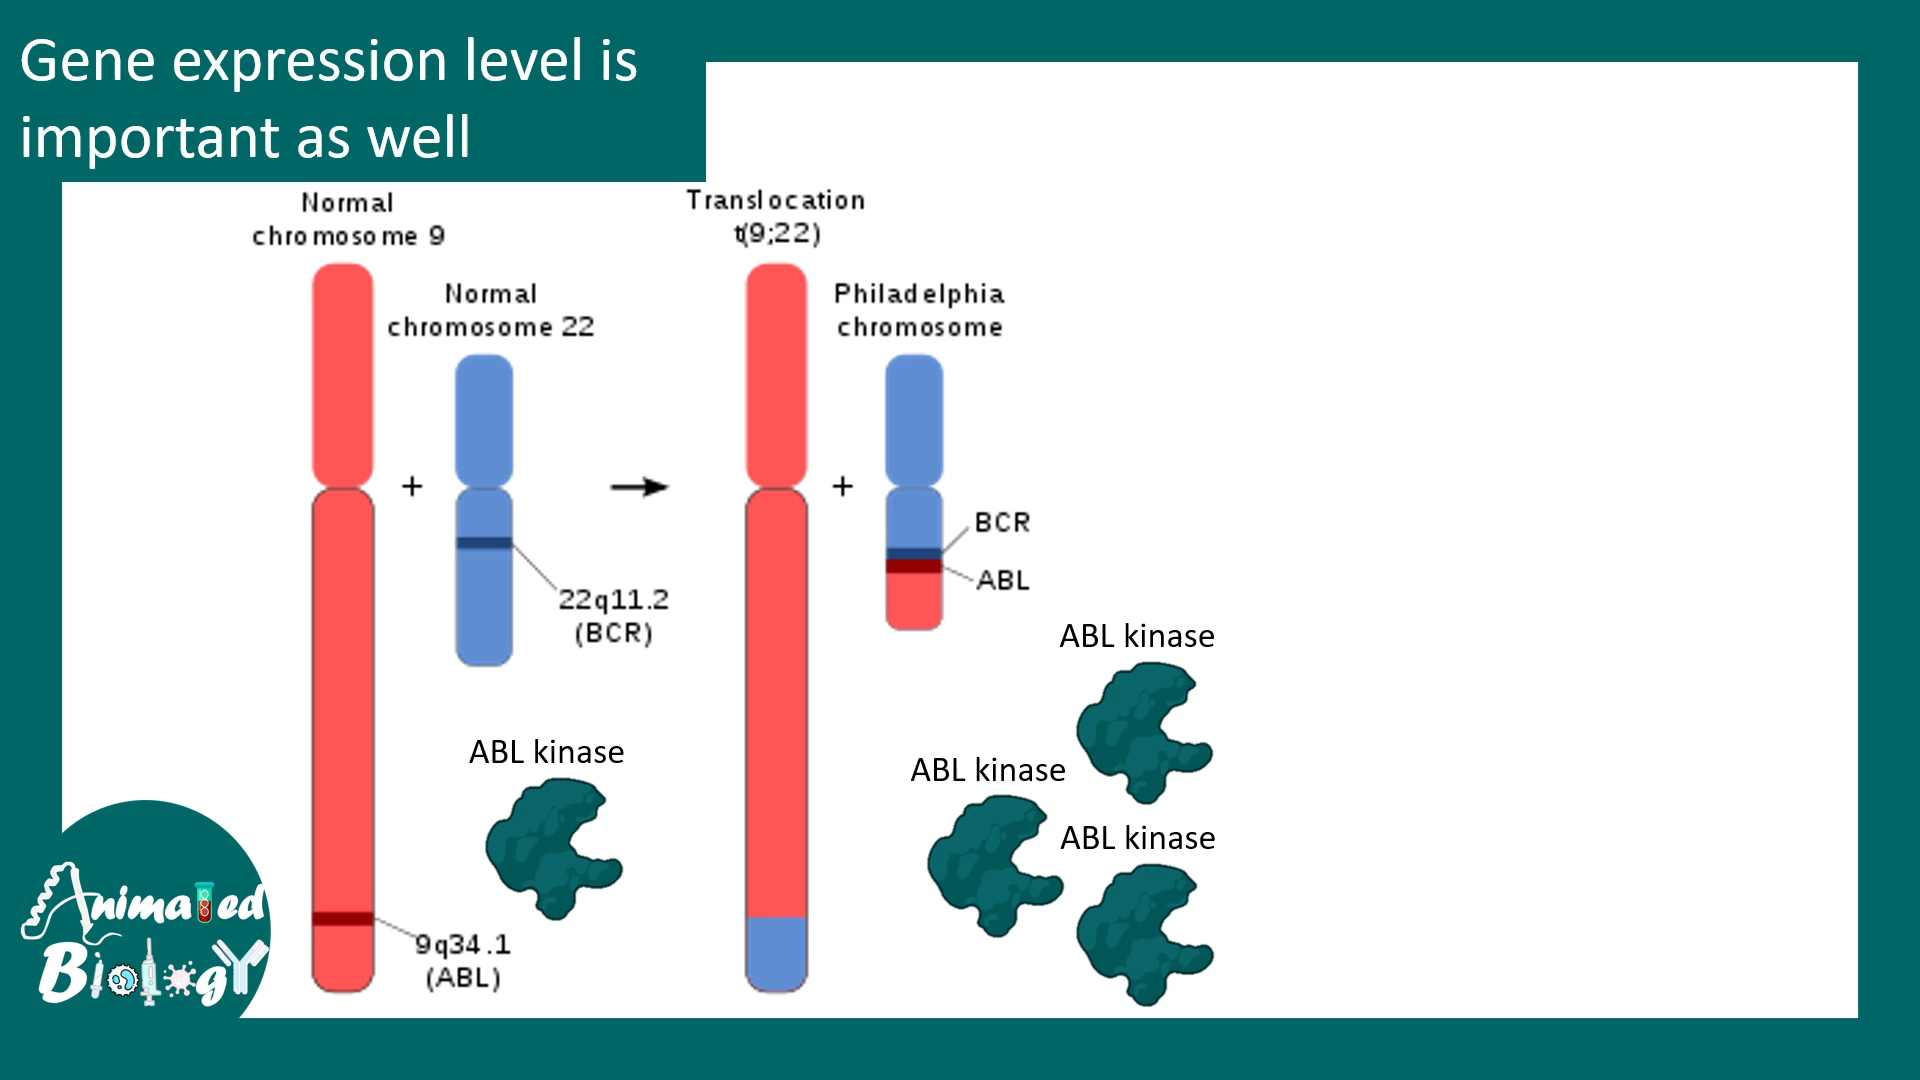 Gene expression level is
important as well
Normal
chromosome 9
Normal
chromosome 22
Translocation
t(9;22)
Philadelphia
chromosome
+
+
BCR
ABL
22q11.2
(BCR)
ABL kinase
ABL kinase
ABL kinase
ABL kinase
9q34.1
(ABL)
Animated
Biology